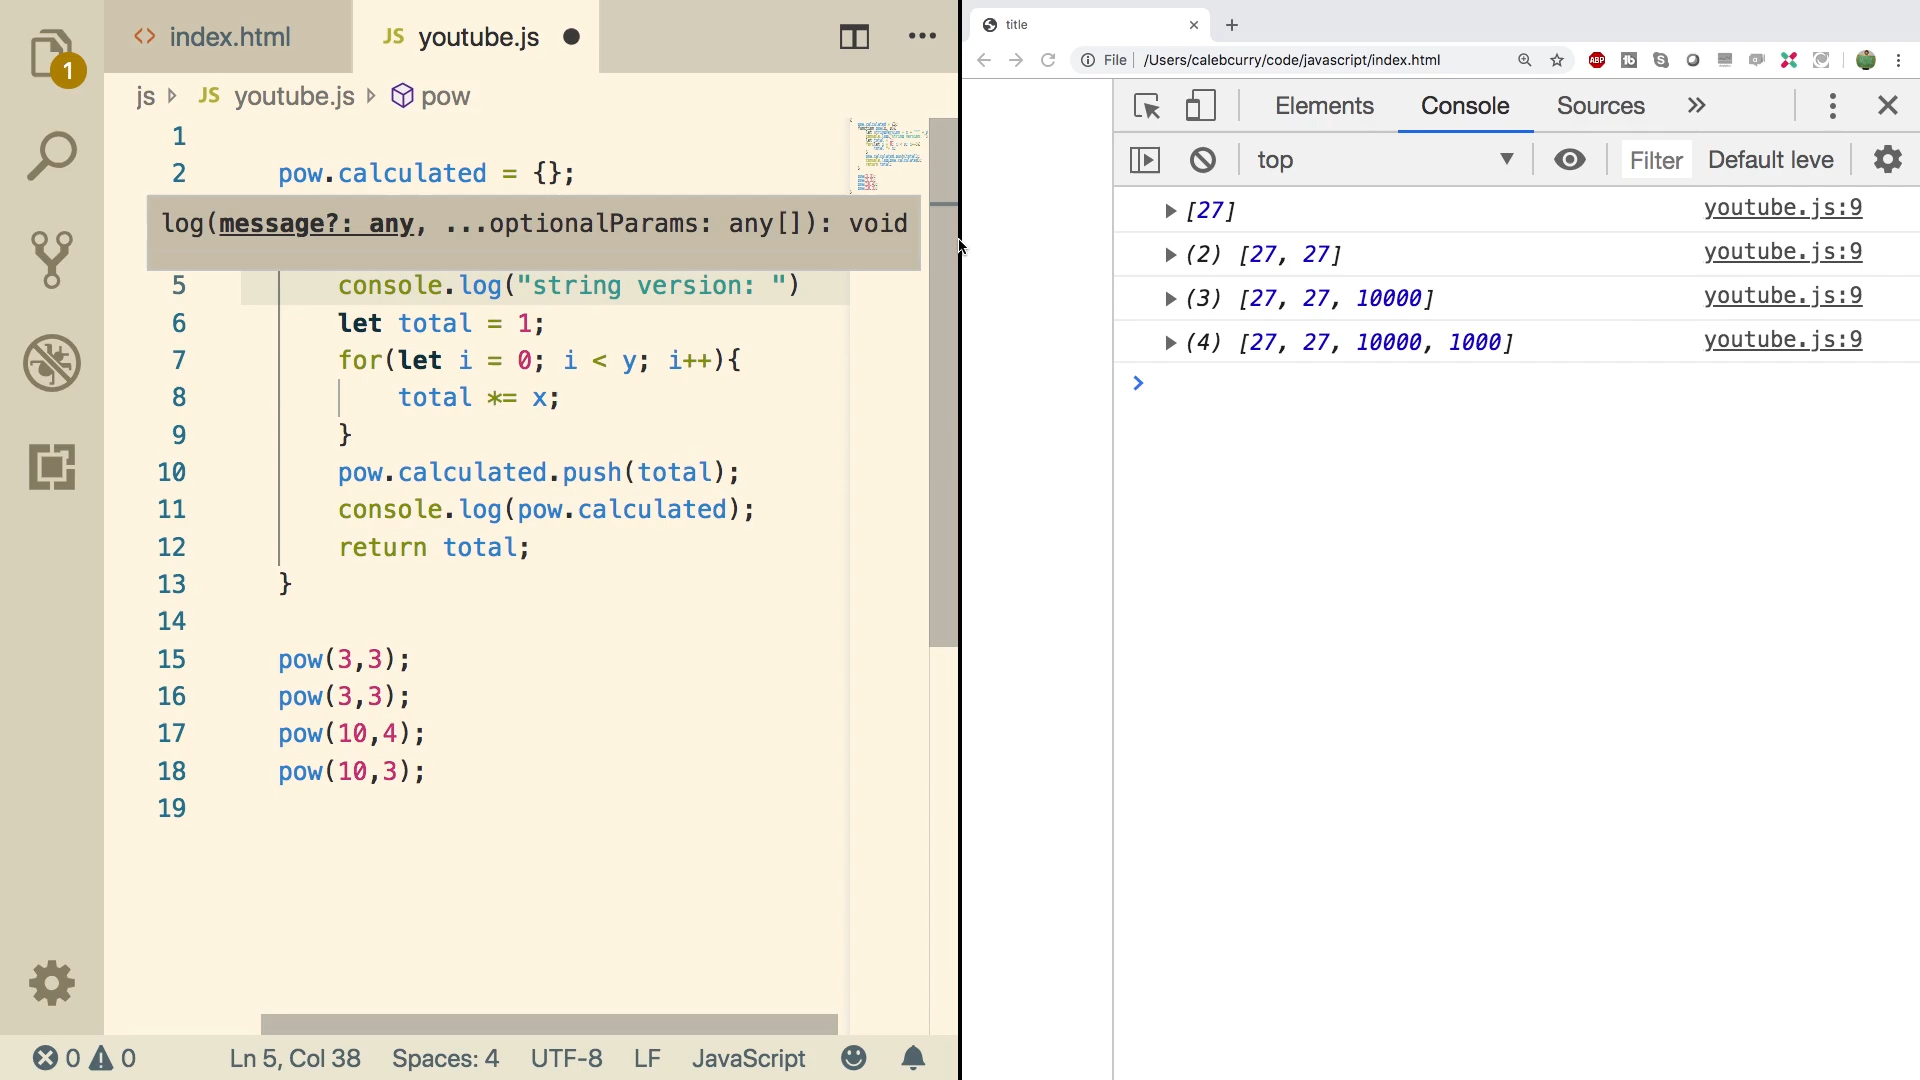 1
<> index.html
JS youtube.js
js JS youtube.js pow
1
2 pow.calculated = {};
log(message?: any, ...optionalParams: any[]): void
5 console.log("string version: ")
6 let total = 1;
7 for(let i = 0; i < y; i++){
8 total *= x;
9 }
10 pow.calculated.push(total);
11 console.log(pow.calculated);
12 return total;
13 }
14
15 pow(3,3);
16 pow(3,3);
17 pow(10,4);
18 pow(10,3);
19
0 0 Ln 5, Col 38 Spaces: 4 UTF-8 LF JavaScript
title
File /Users/calebcurry/code/javascript/index.html ABP
Elements Console Sources »
top Filter Default leve
[27] youtube.js:9
(2) [27, 27] youtube.js:9
(3) [27, 27, 10000] youtube.js:9
(4) [27, 27, 10000, 1000] youtube.js:9